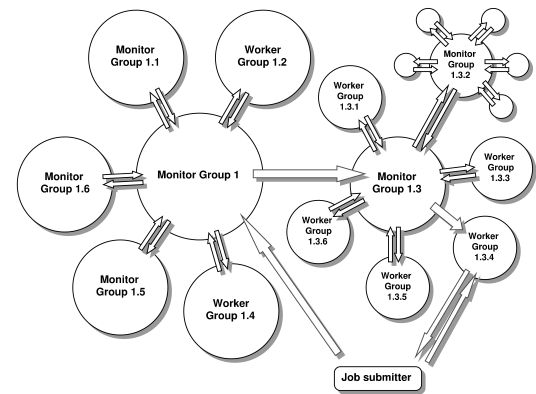 Monitor
Group 1.1
Worker
Group 1.2
Monitor
Group
1.3.2
Worker
Group
1.3.1
Monitor
Group 1.6
Monitor Group 1
Monitor
Group 1.3
Worker
Group
1.3.3
Worker
Group
1.3.6
Worker
Group
1.3.4
Monitor
Group 1.5
Worker
Group 1.4
Worker
Group
1.3.5
Job submitter